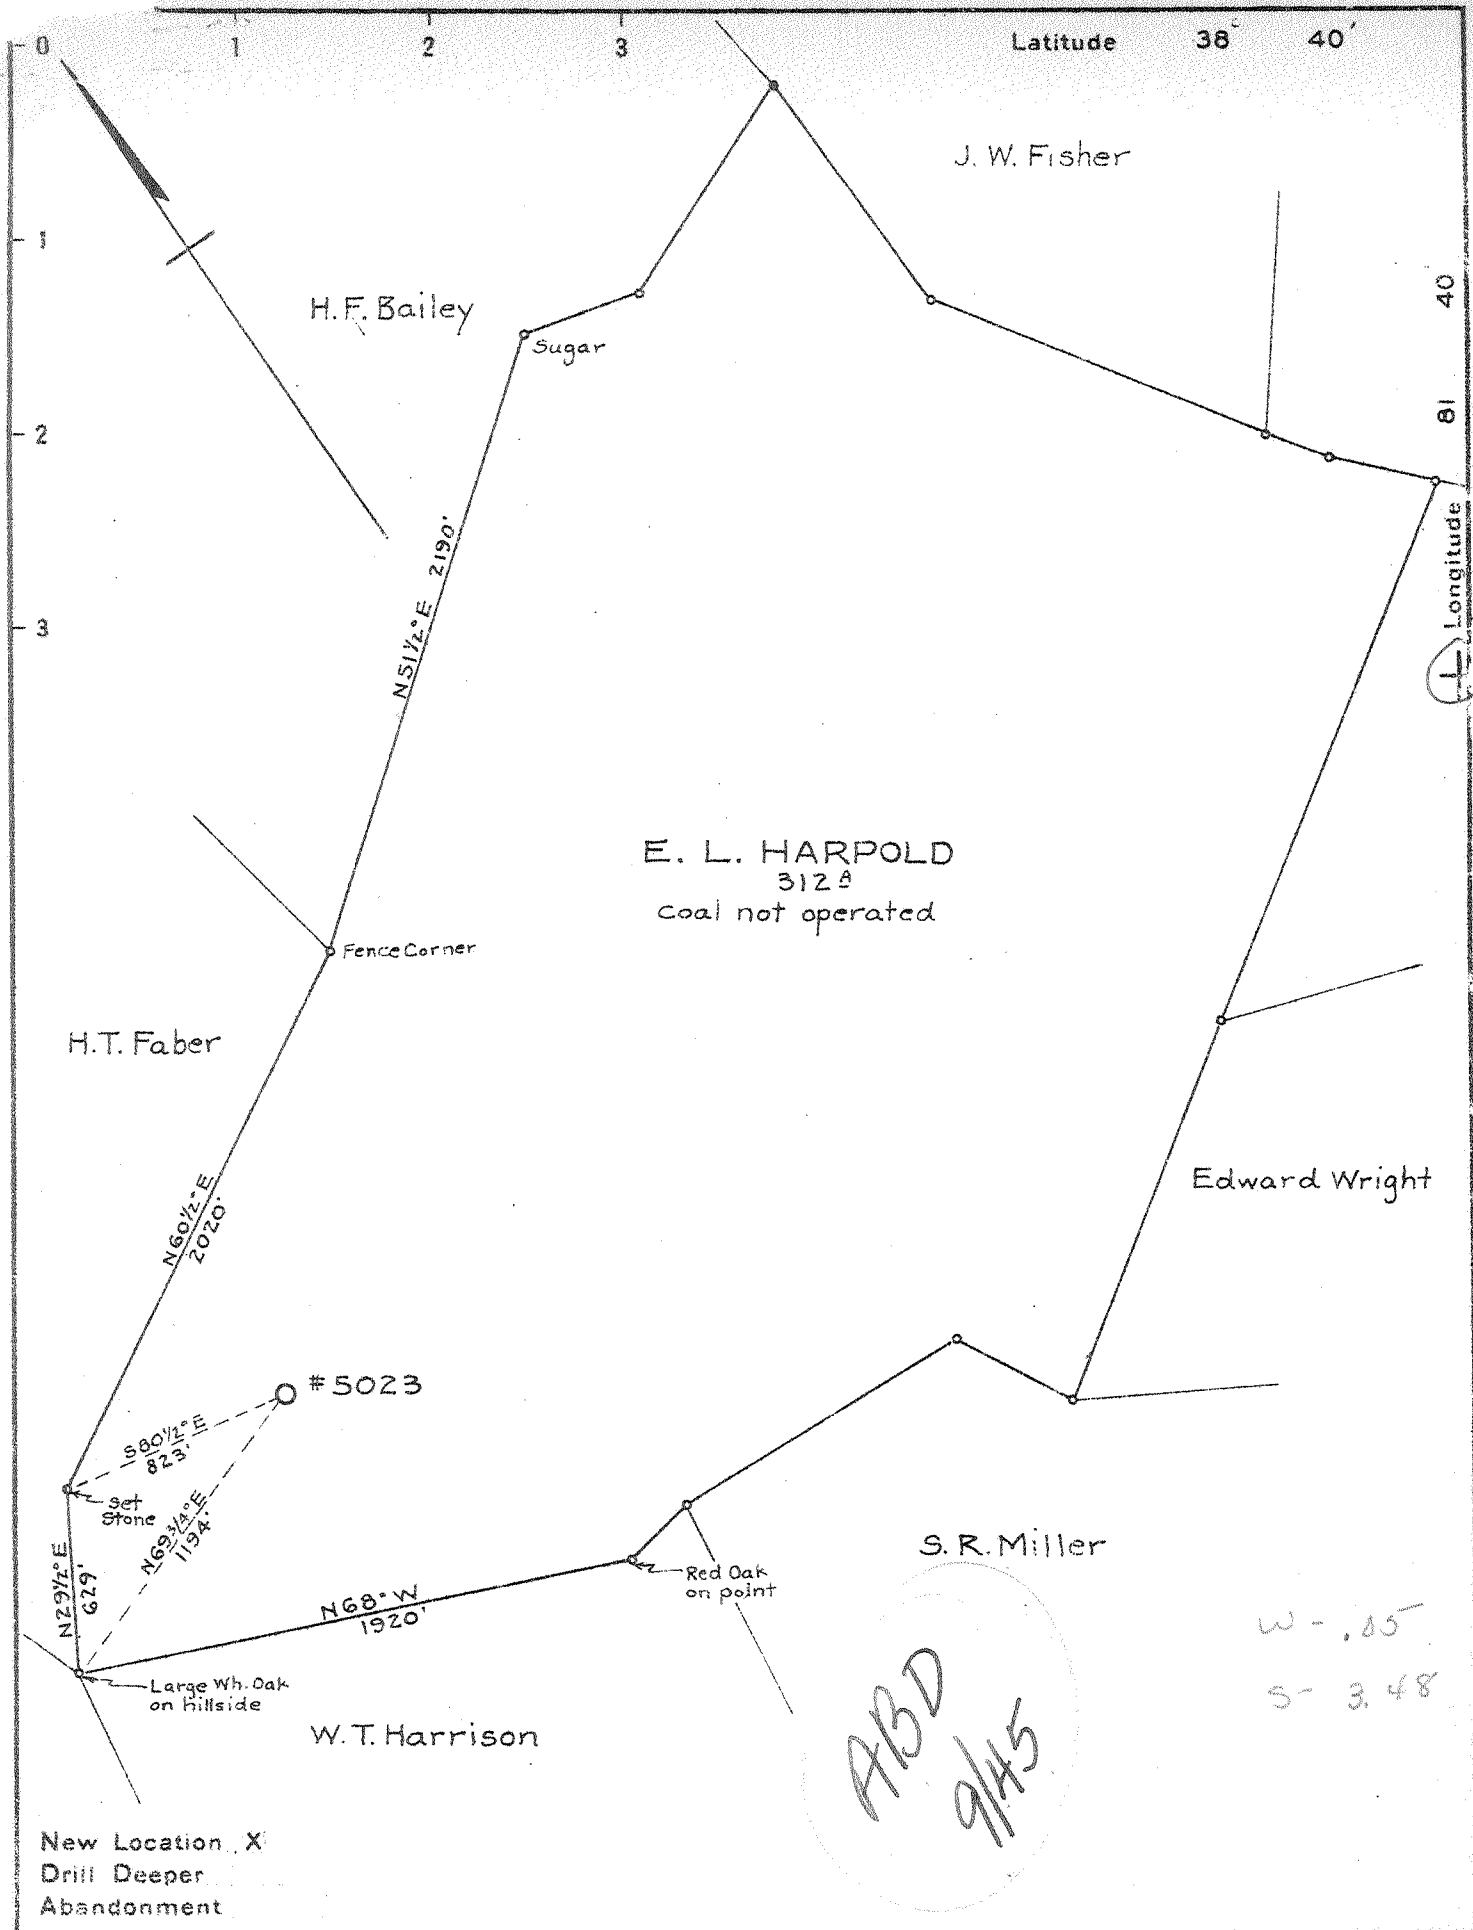 0 1 2 3 Latitude 38° 40'
1
2
3
J. W. Fisher
H. F. Bailey
Sugar
40
81
Longitude
N51½°E 2190'
E. L. HARPOLD
312 A
Coal not operated
Fence Corner
H.T. Faber
Edward Wright
N60½°E
2020'
#5023
S80½°E
823'
Set
Stone
N69¾°E
1194'
N29½°E
629'
S. R. Miller
Red Oak
on point
N68°W
1920'
Large Wh. Oak
on hillside
W. T. Harrison
ABD
9/45
S- 3.48
New Location X
Drill Deeper
Abandonment